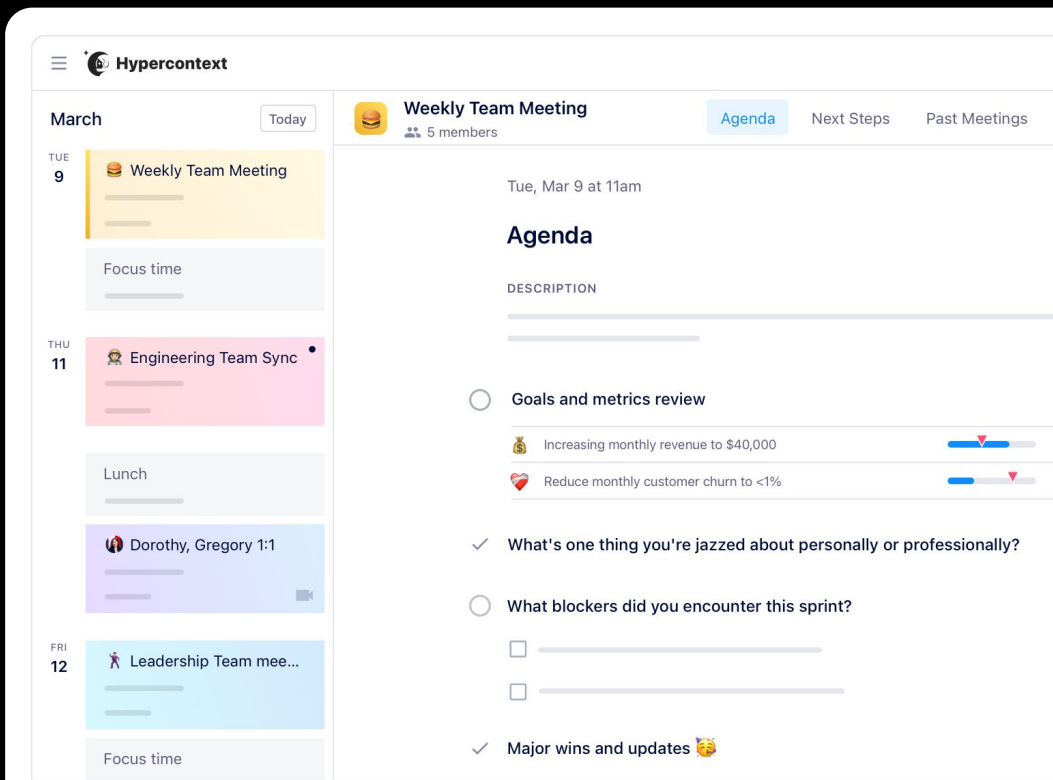 Hypercontext
March
Today
TUE
9
Weekly Team Meeting
Focus time
THU
11
Engineering Team Sync
Lunch
Dorothy, Gregory 1:1
FRI
12
Leadership Team mee...
Focus time
Weekly Team Meeting
5 members
Agenda
Next Steps
Past Meetings
Tue, Mar 9 at 11am
Agenda
DESCRIPTION
Goals and metrics review
Increasing monthly revenue to $40,000
Reduce monthly customer churn to <1%
What's one thing you're jazzed about personally or professionally?
What blockers did you encounter this sprint?
Major wins and updates 🥳